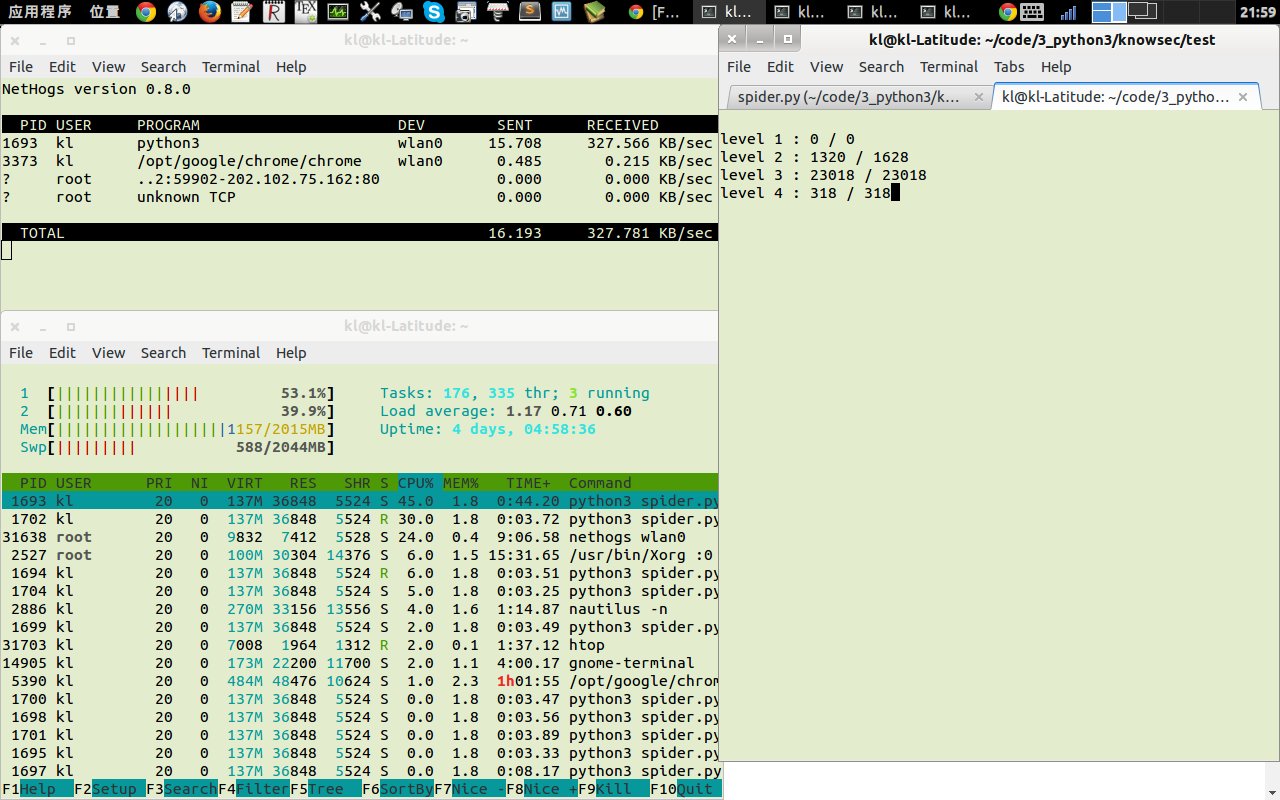 应用程序 位置 [F... kl... kl... kl... kl... 21:59
kl@kl-Latitude: ~
File Edit View Search Terminal Help
NetHogs version 0.8.0
PID USER PROGRAM DEV SENT RECEIVED
1693 kl python3 wlan0 15.708 327.566 KB/sec
3373 kl /opt/google/chrome/chrome wlan0 0.485 0.215 KB/sec
? root ..2:59902-202.102.75.162:80 0.000 0.000 KB/sec
? root unknown TCP 0.000 0.000 KB/sec
TOTAL 16.193 327.781 KB/sec
kl@kl-Latitude: ~/code/3_python3/knowsec/test
File Edit View Search Terminal Tabs Help
spider.py (~/code/3_python3/k... kl@kl-Latitude: ~/code/3_pytho...
level 1 : 0 / 0
level 2 : 1320 / 1628
level 3 : 23018 / 23018
level 4 : 318 / 318
kl@kl-Latitude: ~
File Edit View Search Terminal Help
1 [|||||||||||||||| 53.1%] Tasks: 176, 335 thr; 3 running
2 [||||||||||||| 39.9%] Load average: 1.17 0.71 0.60
Mem[|||||||||||||||||||1157/2015MB] Uptime: 4 days, 04:58:36
Swp[||||||||| 588/2044MB]
PID USER PRI NI VIRT RES SHR S CPU% MEM% TIME+ Command
1693 kl 20 0 137M 36848 5524 S 45.0 1.8 0:44.20 python3 spider.py
1702 kl 20 0 137M 36848 5524 R 30.0 1.8 0:03.72 python3 spider.py
31638 root 20 0 9832 7412 5528 S 24.0 0.4 9:06.58 nethogs wlan0
2527 root 20 0 100M 30304 14376 S 6.0 1.5 15:31.65 /usr/bin/Xorg :0
1694 kl 20 0 137M 36848 5524 R 6.0 1.8 0:03.51 python3 spider.py
1704 kl 20 0 137M 36848 5524 S 5.0 1.8 0:03.25 python3 spider.py
2886 kl 20 0 270M 33156 13556 S 4.0 1.6 1:14.87 nautilus -n
1699 kl 20 0 137M 36848 5524 S 2.0 1.8 0:03.49 python3 spider.py
31703 kl 20 0 7008 1964 1312 R 2.0 0.1 1:37.12 htop
14905 kl 20 0 173M 22200 11700 S 2.0 1.1 4:00.17 gnome-terminal
5390 kl 20 0 484M 48476 10624 S 1.0 2.3 1h01:55 /opt/google/chrom
1700 kl 20 0 137M 36848 5524 S 0.0 1.8 0:03.47 python3 spider.py
1698 kl 20 0 137M 36848 5524 S 0.0 1.8 0:03.56 python3 spider.py
1701 kl 20 0 137M 36848 5524 S 0.0 1.8 0:03.89 python3 spider.py
1695 kl 20 0 137M 36848 5524 S 0.0 1.8 0:03.33 python3 spider.py
1697 kl 20 0 137M 36848 5524 S 0.0 1.8 0:08.17 python3 spider.py
F1Help F2Setup F3SearchF4FilterF5Tree F6SortByF7Nice -F8Nice +F9Kill F10Quit